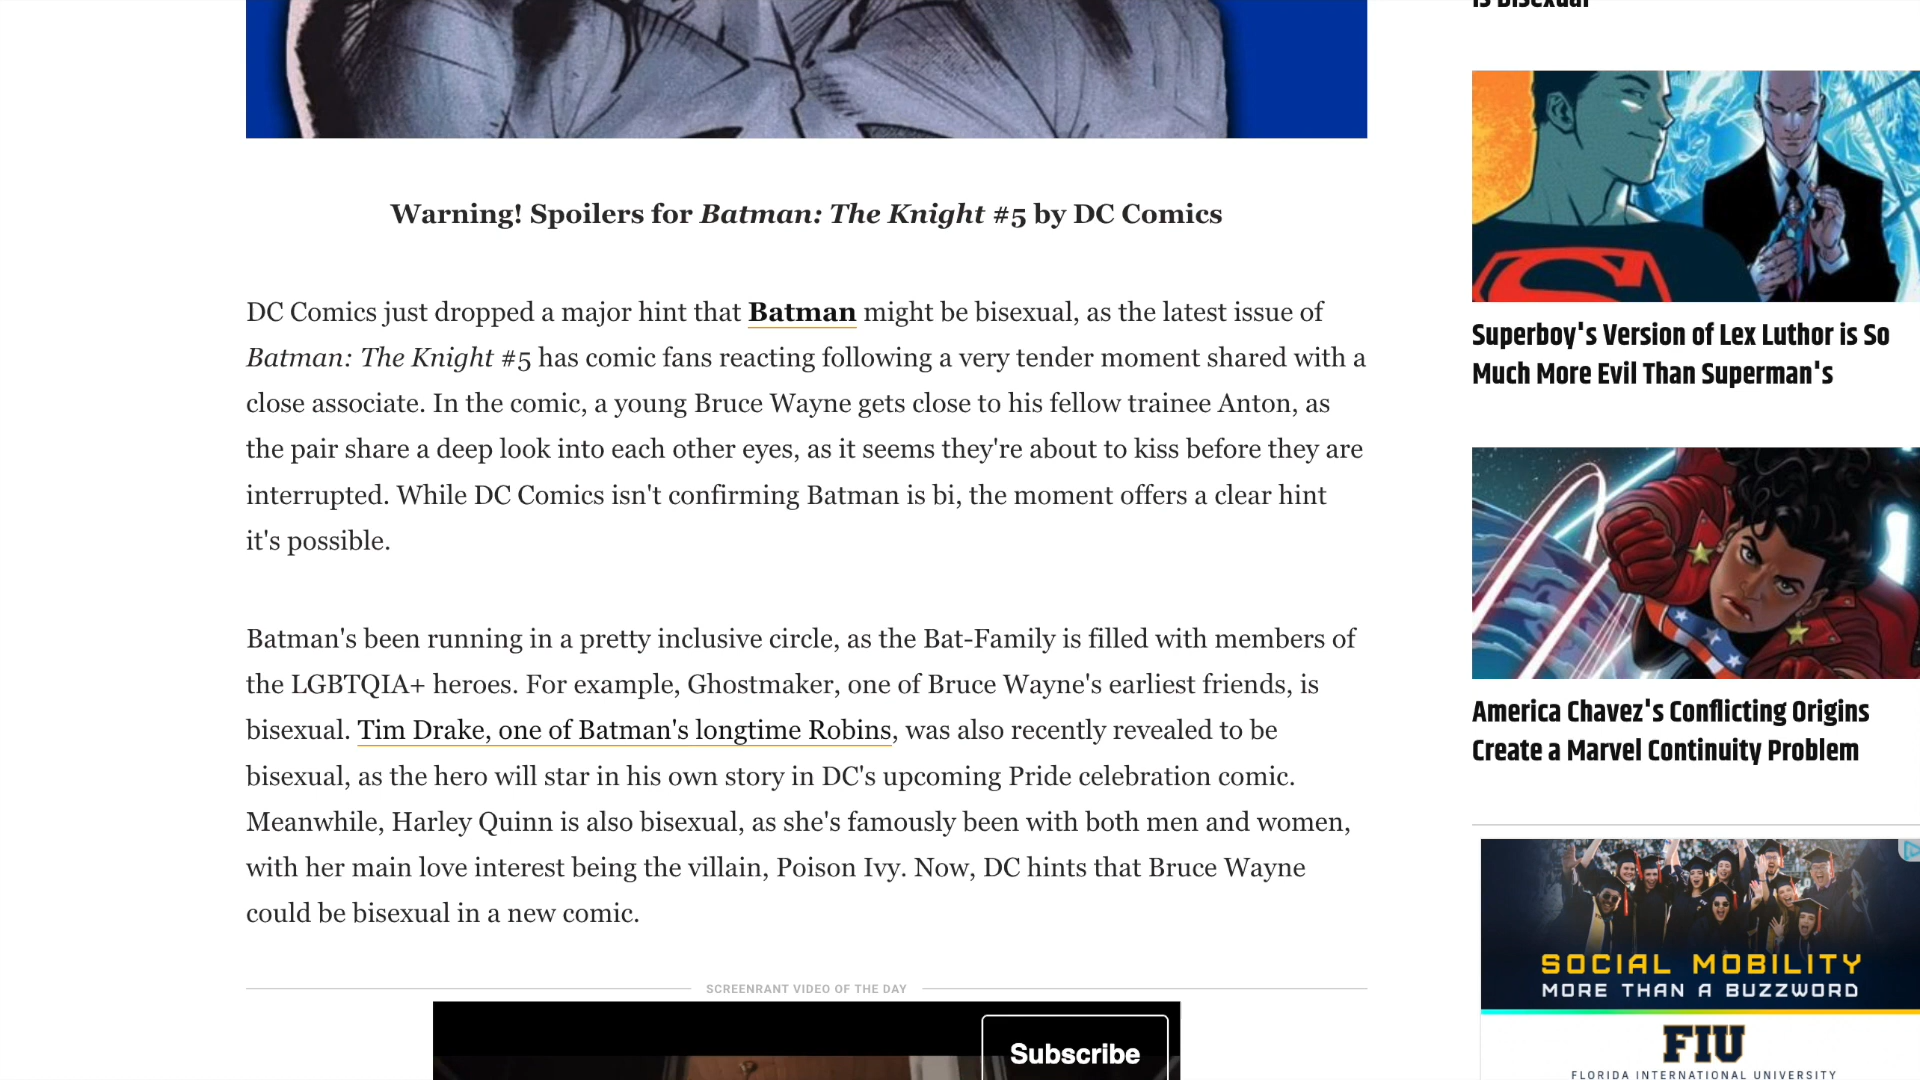 is Bisexual
Warning! Spoilers for Batman: The Knight #5 by DC Comics
DC Comics just dropped a major hint that Batman might be bisexual, as the latest issue of
Batman: The Knight #5 has comic fans reacting following a very tender moment shared with a
close associate. In the comic, a young Bruce Wayne gets close to his fellow trainee Anton, as
the pair share a deep look into each other eyes, as it seems they're about to kiss before they are
interrupted. While DC Comics isn't confirming Batman is bi, the moment offers a clear hint
it's possible.
Batman's been running in a pretty inclusive circle, as the Bat-Family is filled with members of
the LGBTQIA+ heroes. For example, Ghostmaker, one of Bruce Wayne's earliest friends, is
bisexual. Tim Drake, one of Batman's longtime Robins, was also recently revealed to be
bisexual, as the hero will star in his own story in DC's upcoming Pride celebration comic.
Meanwhile, Harley Quinn is also bisexual, as she's famously been with both men and women,
with her main love interest being the villain, Poison Ivy. Now, DC hints that Bruce Wayne
could be bisexual in a new comic.
SCREENRANT VIDEO OF THE DAY
Subscribe
Superboy's Version of Lex Luthor is So
Much More Evil Than Superman's
America Chavez's Conflicting Origins
Create a Marvel Continuity Problem
SOCIAL MOBILITY
MORE THAN A BUZZWORD
FIU
FLORIDA INTERNATIONAL UNIVERSITY